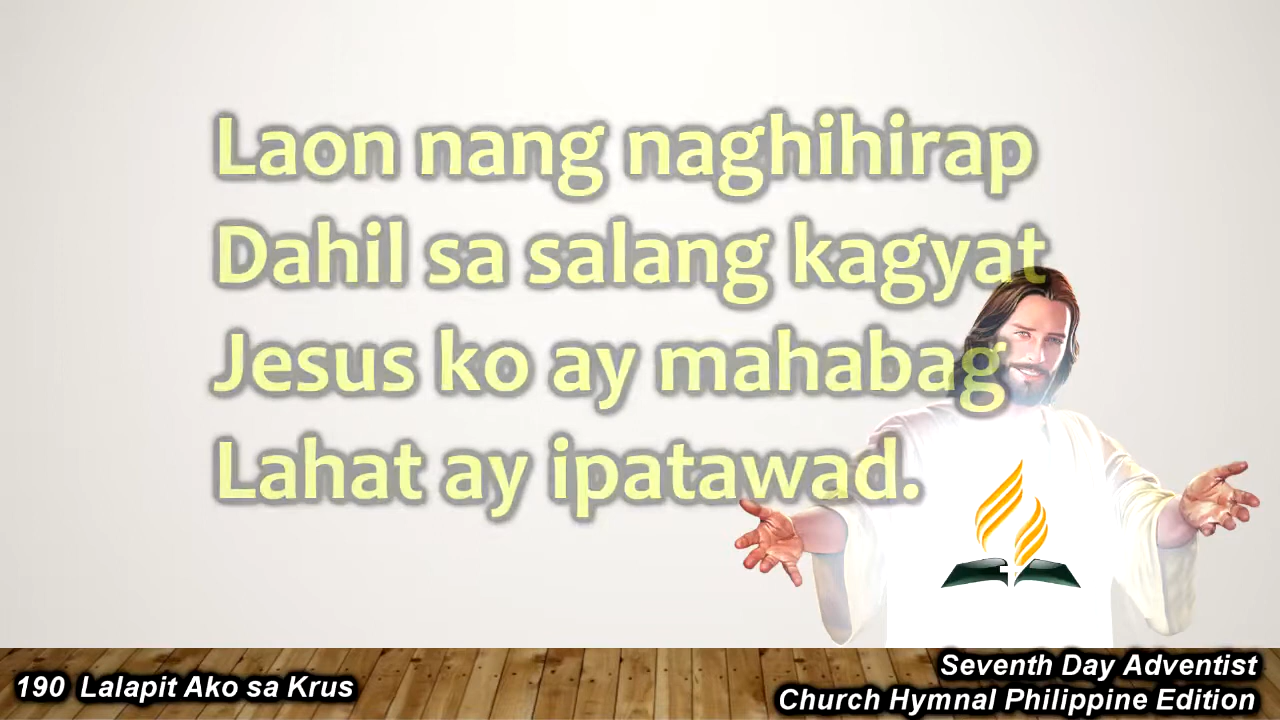 Laon nang naghihirap
Dahil sa salang kagyat
Jesus ko ay mahabag
Lahat ay ipatawad.
190 Lalapit Ako sa Krus
Seventh Day Adventist
Church Hymnal Philippine Edition